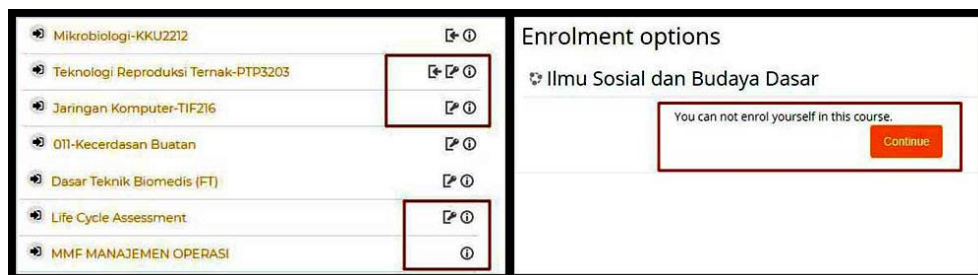 Mikrobiologi-KKU2212
Teknologi Reproduksi Ternak-PTP3203
Jaringan Komputer-TIF216
011-Kecerdasan Buatan
Dasar Teknik Biomedis (FT)
Life Cycle Assessment
MMF MANAJEMEN OPERASI
Enrolment options
Ilmu Sosial dan Budaya Dasar
You can not enrol yourself in this course.
Continue